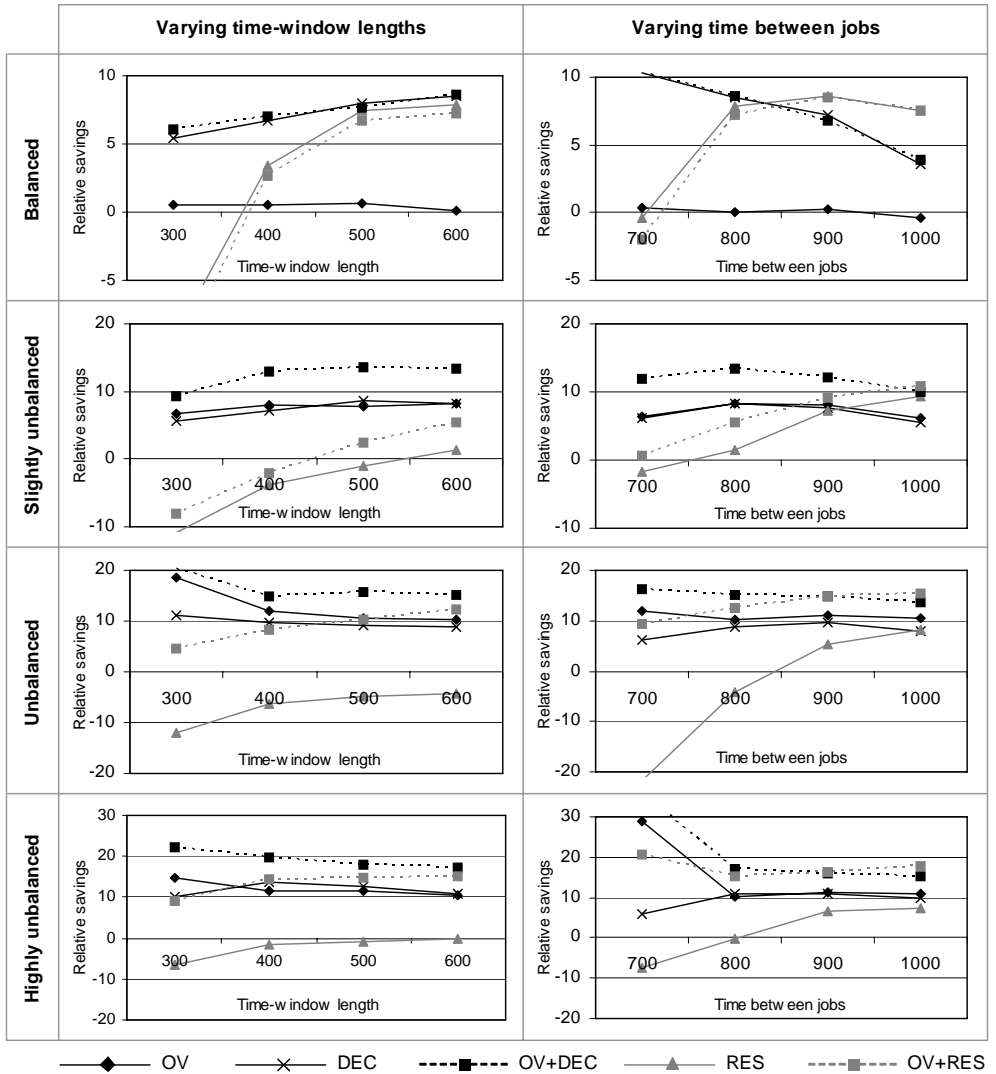 Varying time-window lengths
Varying time between jobs
Balanced
Relative savings
10
5
0
-5
300 400 500 600
Time-window length
Relative savings
10
5
0
-5
700 800 900 1000
Time between jobs
Slightly unbalanced
Relative savings
20
10
0
-10
300 400 500 600
Time-window length
Relative savings
20
10
0
-10
700 800 900 1000
Time between jobs
Unbalanced
Relative savings
20
10
0
-10
-20
300 400 500 600
Time-window length
Relative savings
20
10
0
-10
-20
700 800 900 1000
Time between jobs
Highly unbalanced
Relative savings
30
20
10
0
-10
-20
300 400 500 600
Time-window length
Relative savings
30
20
10
0
-10
-20
700 800 900 1000
Time between jobs
OV DEC OV+DEC RES OV+RES